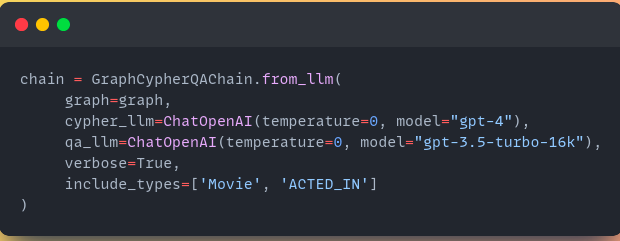 chain = GraphCypherQAChain.from_llm(
     graph=graph,
     cypher_llm=ChatOpenAI(temperature=0, model="gpt-4"),
     qa_llm=ChatOpenAI(temperature=0, model="gpt-3.5-turbo-16k"),
     verbose=True,
     include_types=['Movie', 'ACTED_IN']
)